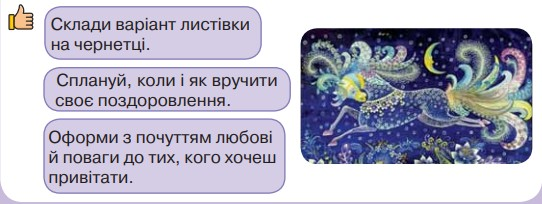 Склади варіант листівки
на чернетці.
Сплануй, коли і як вручити
своє поздоровлення.
Оформи з почуттям любові
й поваги до тих, кого хочеш
привітати.